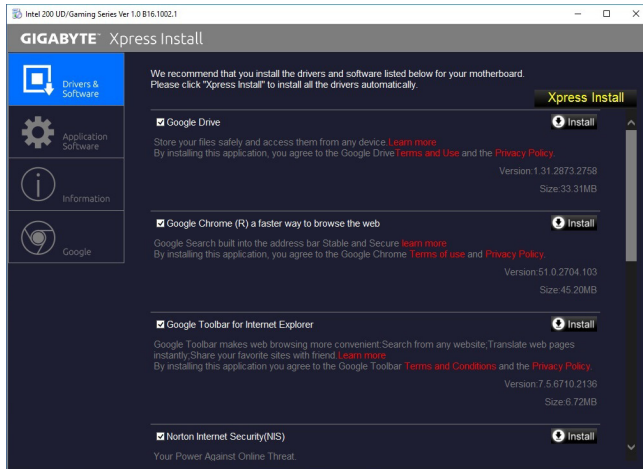 Intel 200 UD/Gaming Series Ver 1.0 B16.1002.1
GIGABYTE™ Xpress Install
Drivers &
Software
Application
Software
Information
Google
We recommend that you install the drivers and software listed below for your motherboard.
Please click "Xpress Install" to install all the drivers automatically.
Xpress Install
Google Drive
Install
Store your files safely and access them from any device.Learn more
By installing this application, you agree to the Google DriveTerms and Use and the Privacy Policy.
Version:1.31.2873.2758
Size:33.31MB
Google Chrome (R) a faster way to browse the web
Install
Google Search built into the address bar Stable and Secure learn more
By installing this application, you agree to the Google Chrome Terms of use and Privacy Policy.
Version:51.0.2704.103
Size:45.20MB
Google Toolbar for Internet Explorer
Install
Google Toolbar makes web browsing more convenient:Search from any website;Translate web pages
instantly;Share your favorite sites with friend.Learn more
By installing this application you agree to the Google Toolbar Terms and Conditions and the Privacy Policy.
Version:7.5.6710.2136
Size:6.72MB
Norton Internet Security(NIS)
Install
Your Power Against Online Threat.